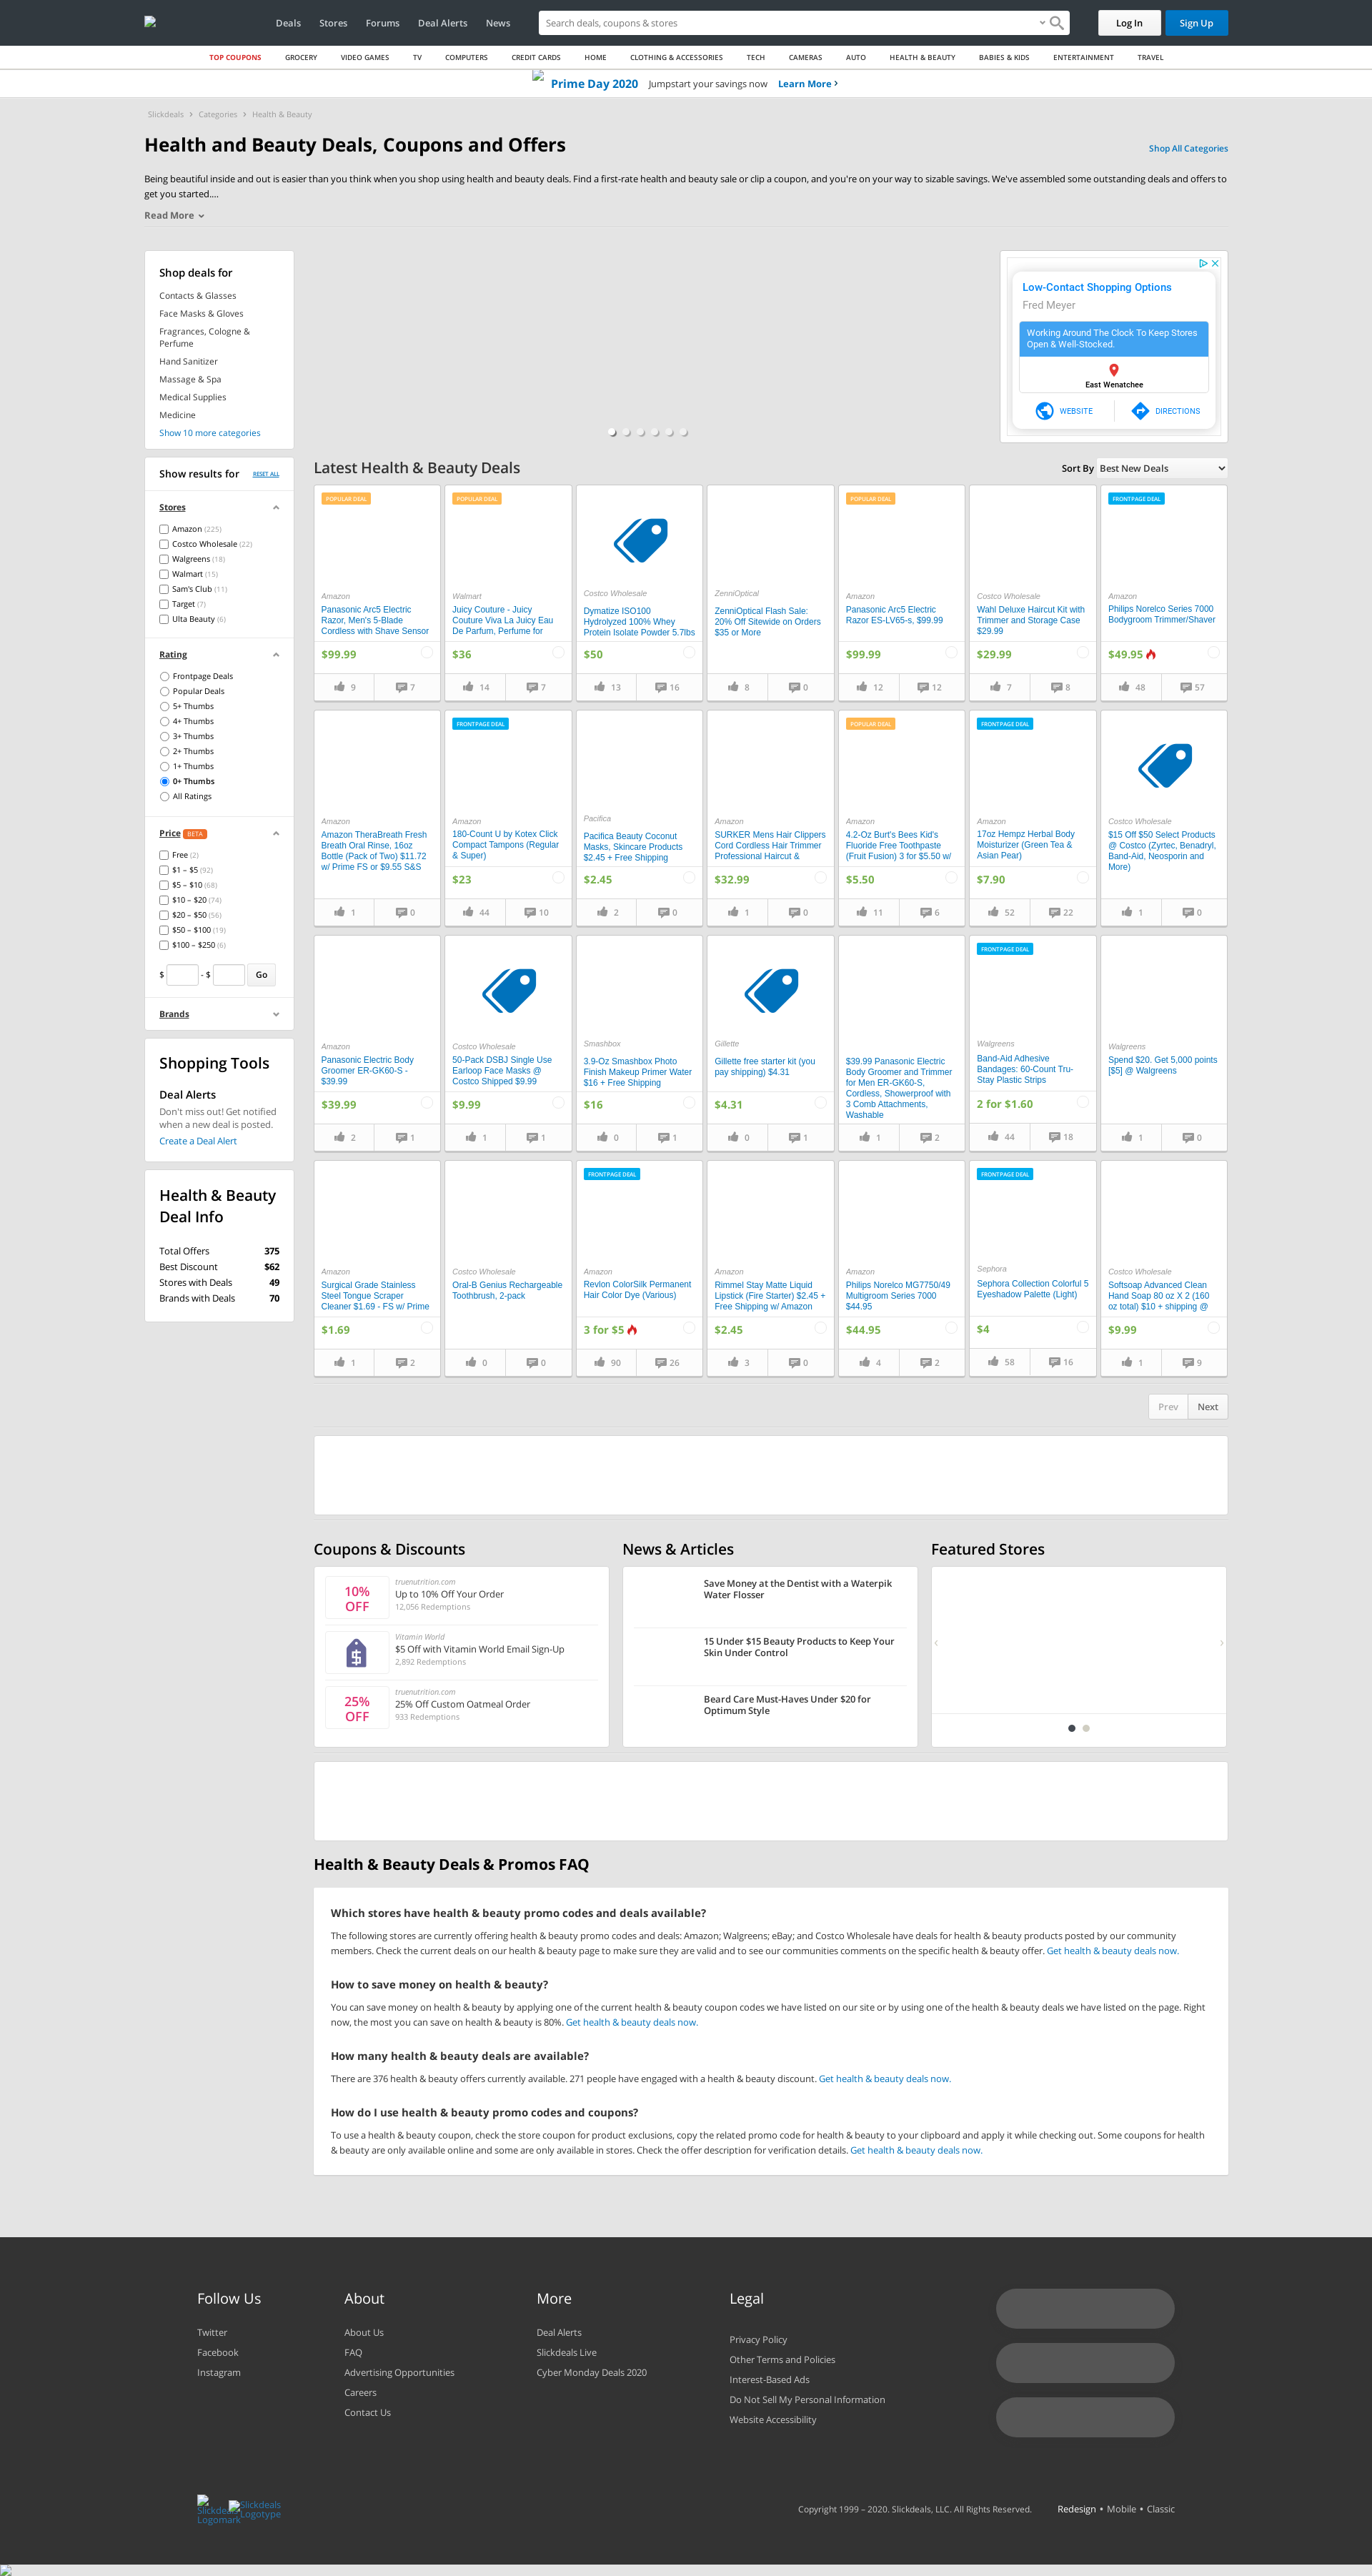 Deals
Stores
Forums
Deal Alerts
News
Search deals, coupons & stores
Log In
Sign Up
TOP COUPONS
GROCERY
VIDEO GAMES
TV
COMPUTERS
CREDIT CARDS
HOME
CLOTHING & ACCESSORIES
TECH
CAMERAS
AUTO
HEALTH & BEAUTY
BABIES & KIDS
ENTERTAINMENT
TRAVEL
Prime Day 2020 Jumpstart your savings now Learn More
Slickdeals > Categories > Health & Beauty
Health and Beauty Deals, Coupons and Offers
Shop All Categories
Being beautiful inside and out is easier than you think when you shop using health and beauty deals. Find a first-rate health and beauty sale or clip a coupon, and you're on your way to sizable savings. We've assembled some outstanding deals and offers to
get you started....
Read More
Shop deals for
Contacts & Glasses
Face Masks & Gloves
Fragrances, Cologne &
Perfume
Hand Sanitizer
Massage & Spa
Medical Supplies
Medicine
Show 10 more categories
Low-Contact Shopping Options
Fred Meyer
Working Around The Clock To Keep Stores
Open & Well-Stocked.
East Wenatchee
WEBSITE
DIRECTIONS
Show results for
RESET ALL
Stores
Amazon (225)
Costco Wholesale (22)
Walgreens (18)
Walmart (15)
Sam's Club (11)
Target (7)
Ulta Beauty (6)
Rating
Frontpage Deals
Popular Deals
5+ Thumbs
4+ Thumbs
3+ Thumbs
2+ Thumbs
1+ Thumbs
0+ Thumbs
All Ratings
Price BETA
Free (2)
$1 – $5 (92)
$5 – $10 (68)
$10 – $20 (74)
$20 – $50 (56)
$50 – $100 (19)
$100 – $250 (6)
$ - $ Go
Brands
Shopping Tools
Deal Alerts
Don't miss out! Get notified
when a new deal is posted.
Create a Deal Alert
Health & Beauty
Deal Info
Total Offers 375
Best Discount $62
Stores with Deals 49
Brands with Deals 70
Latest Health & Beauty Deals
Sort By Best New Deals
POPULAR DEAL
Amazon
Panasonic Arc5 Electric
Razor, Men's 5-Blade
Cordless with Shave Sensor
$99.99
9 7
POPULAR DEAL
Walmart
Juicy Couture - Juicy
Couture Viva La Juicy Eau
De Parfum, Perfume for
$36
14 7
Costco Wholesale
Dymatize ISO100
Hydrolyzed 100% Whey
Protein Isolate Powder 5.7lbs
$50
13 16
ZenniOptical
ZenniOptical Flash Sale:
20% Off Sitewide on Orders
$35 or More
8 0
POPULAR DEAL
Amazon
Panasonic Arc5 Electric
Razor ES-LV65-s, $99.99
$99.99
12 12
Costco Wholesale
Wahl Deluxe Haircut Kit with
Trimmer and Storage Case
$29.99
$29.99
7 8
FRONTPAGE DEAL
Amazon
Philips Norelco Series 7000
Bodygroom Trimmer/Shaver
$49.95
48 57
Amazon
Amazon TheraBreath Fresh
Breath Oral Rinse, 16oz
Bottle (Pack of Two) $11.72
w/ Prime FS or $9.55 S&S
1 0
FRONTPAGE DEAL
Amazon
180-Count U by Kotex Click
Compact Tampons (Regular
& Super)
$23
44 10
Pacifica
Pacifica Beauty Coconut
Masks, Skincare Products
$2.45 + Free Shipping
$2.45
2 0
Amazon
SURKER Mens Hair Clippers
Cord Cordless Hair Trimmer
Professional Haircut &
$32.99
1 0
POPULAR DEAL
Amazon
4.2-Oz Burt's Bees Kid's
Fluoride Free Toothpaste
(Fruit Fusion) 3 for $5.50 w/
$5.50
11 6
FRONTPAGE DEAL
Amazon
17oz Hempz Herbal Body
Moisturizer (Green Tea &
Asian Pear)
$7.90
52 22
Costco Wholesale
$15 Off $50 Select Products
@ Costco (Zyrtec, Benadryl,
Band-Aid, Neosporin and
More)
1 0
Amazon
Panasonic Electric Body
Groomer ER-GK60-S -
$39.99
$39.99
2 1
Costco Wholesale
50-Pack DSBJ Single Use
Earloop Face Masks @
Costco Shipped $9.99
$9.99
1 1
Smashbox
3.9-Oz Smashbox Photo
Finish Makeup Primer Water
$16 + Free Shipping
$16
0 1
Gillette
Gillette free starter kit (you
pay shipping) $4.31
$4.31
0 1
$39.99 Panasonic Electric
Body Groomer and Trimmer
for Men ER-GK60-S,
Cordless, Showerproof with
3 Comb Attachments,
Washable
1 2
FRONTPAGE DEAL
Walgreens
Band-Aid Adhesive
Bandages: 60-Count Tru-
Stay Plastic Strips
2 for $1.60
44 18
Walgreens
Spend $20. Get 5,000 points
[$5] @ Walgreens
1 0
Amazon
Surgical Grade Stainless
Steel Tongue Scraper
Cleaner $1.69 - FS w/ Prime
$1.69
1 2
Costco Wholesale
Oral-B Genius Rechargeable
Toothbrush, 2-pack
0 0
FRONTPAGE DEAL
Amazon
Revlon ColorSilk Permanent
Hair Color Dye (Various)
3 for $5
90 26
Amazon
Rimmel Stay Matte Liquid
Lipstick (Fire Starter) $2.45 +
Free Shipping w/ Amazon
$2.45
3 0
Amazon
Philips Norelco MG7750/49
Multigroom Series 7000
$44.95
$44.95
4 2
FRONTPAGE DEAL
Sephora
Sephora Collection Colorful 5
Eyeshadow Palette (Light)
$4
58 16
Costco Wholesale
Softsoap Advanced Clean
Hand Soap 80 oz X 2 (160
oz total) $10 + shipping @
$9.99
1 9
Prev Next
Coupons & Discounts
10%
OFF
truenutrition.com
Up to 10% Off Your Order
12,056 Redemptions
Vitamin World
$5 Off with Vitamin World Email Sign-Up
2,892 Redemptions
25%
OFF
truenutrition.com
25% Off Custom Oatmeal Order
933 Redemptions
News & Articles
Save Money at the Dentist with a Waterpik
Water Flosser
15 Under $15 Beauty Products to Keep Your
Skin Under Control
Beard Care Must-Haves Under $20 for
Optimum Style
Featured Stores
Health & Beauty Deals & Promos FAQ
Which stores have health & beauty promo codes and deals available?
The following stores are currently offering health & beauty promo codes and deals: Amazon; Walgreens; eBay; and Costco Wholesale have deals for health & beauty products posted by our community
members. Check the current deals on our health & beauty page to make sure they are valid and to see our communities comments on the specific health & beauty offer. Get health & beauty deals now.
How to save money on health & beauty?
You can save money on health & beauty by applying one of the current health & beauty coupon codes we have listed on our site or by using one of the health & beauty deals we have listed on the page. Right
now, the most you can save on health & beauty is 80%. Get health & beauty deals now.
How many health & beauty deals are available?
There are 376 health & beauty offers currently available. 271 people have engaged with a health & beauty discount. Get health & beauty deals now.
How do I use health & beauty promo codes and coupons?
To use a health & beauty coupon, check the store coupon for product exclusions, copy the related promo code for health & beauty to your clipboard and apply it while checking out. Some coupons for health
& beauty are only available online and some are only available in stores. Check the offer description for verification details. Get health & beauty deals now.
Follow Us
Twitter
Facebook
Instagram
About
About Us
FAQ
Advertising Opportunities
Careers
Contact Us
More
Deal Alerts
Slickdeals Live
Cyber Monday Deals 2020
Legal
Privacy Policy
Other Terms and Policies
Interest-Based Ads
Do Not Sell My Personal Information
Website Accessibility
Slickdeals
Logomark
Slickdeals
Logotype
Copyright 1999 – 2020. Slickdeals, LLC. All Rights Reserved.
Redesign • Mobile • Classic